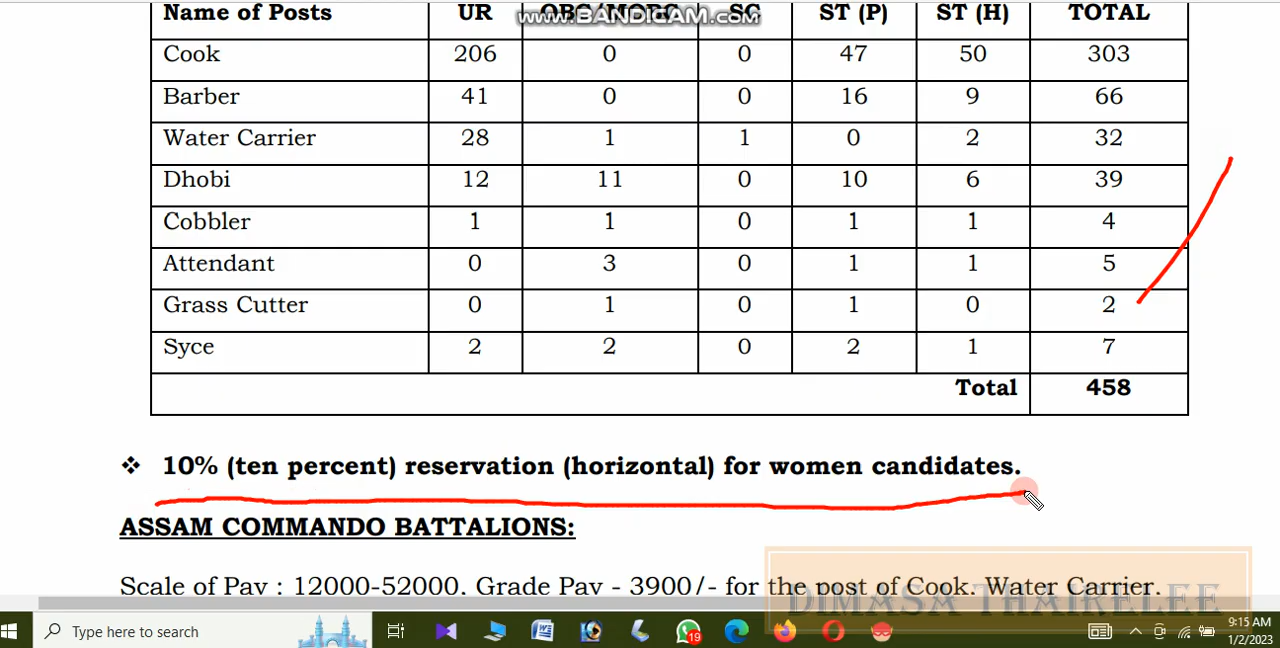 Name of Posts UR OBC/MOBC SC ST (P) ST (H) TOTAL
www.BANDICAM.com
Cook 206 0 0 47 50 303
Barber 41 0 0 16 9 66
Water Carrier 28 1 1 0 2 32
Dhobi 12 11 0 10 6 39
Cobbler 1 1 0 1 1 4
Attendant 0 3 0 1 1 5
Grass Cutter 0 1 0 1 0 2
Syce 2 2 0 2 1 7
Total 458
❖ 10% (ten percent) reservation (horizontal) for women candidates.
ASSAM COMMANDO BATTALIONS:
Scale of Pay : 12000-52000, Grade Pay - 3900/- for the post of Cook, Water Carrier,
DIMASA THAIRELEE
Type here to search
19
9:15 AM
1/2/2023